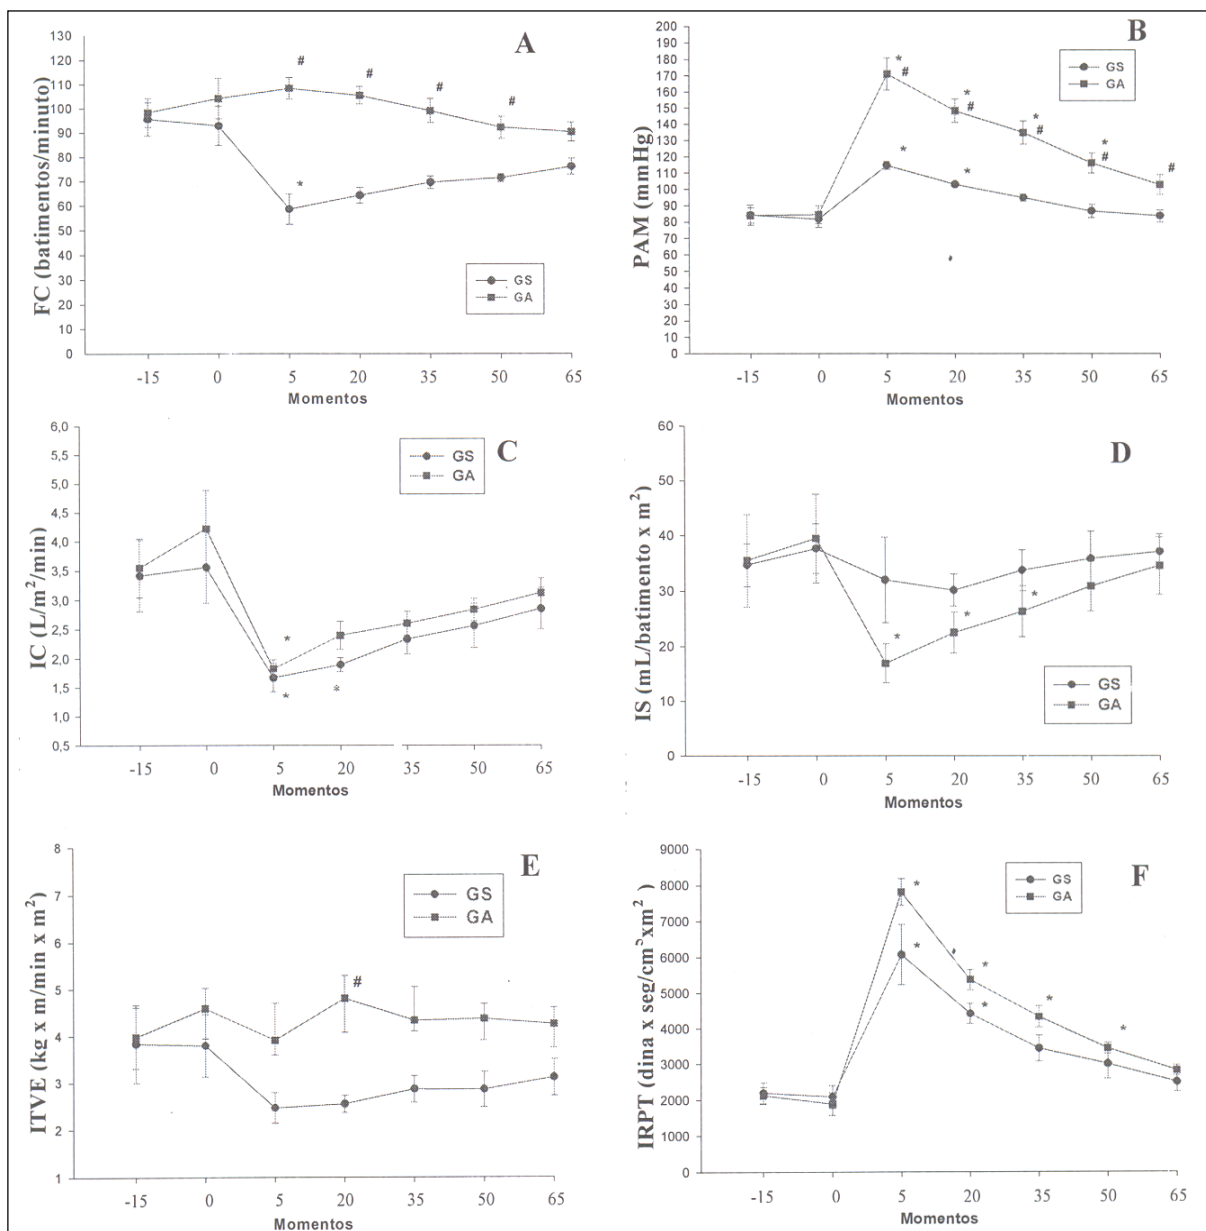 A
FC (batimentos/minuto)
130
120
110
100
90
80
70
60
50
40
30
20
10
0
# # # #
*
GS
GA
-15 0 5 20 35 50 65
Momentos
B
PAM (mmHg)
200
190
180
170
160
150
140
130
120
110
100
90
80
70
60
50
40
30
20
10
0
*
#
*
#
*
#
*
#
#
*
*
GS
GA
-15 0 5 20 35 50 65
Momentos
C
IC (L/m²/min)
6,0
5,5
5,0
4,5
4,0
3,5
3,0
2,5
2,0
1,5
1,0
0,5
GS
GA
*
*
*
-15 0 5 20 35 50 65
Momentos
D
IS (mL/batimento x m²)
60
50
40
30
20
10
0
*
*
*
GS
GA
-15 0 5 20 35 50 65
Momentos
E
ITVE (kg x m/min x m²)
8
7
6
5
4
3
2
1
GS
GA
#
-15 0 5 20 35 50 65
Momentos
F
IRPT (dina x seg/cm⁵xm²)
9000
8000
7000
6000
5000
4000
3000
2000
1000
0
GS
GA
*
*
*
*
*
*
-15 0 5 20 35 50 65
Momentos